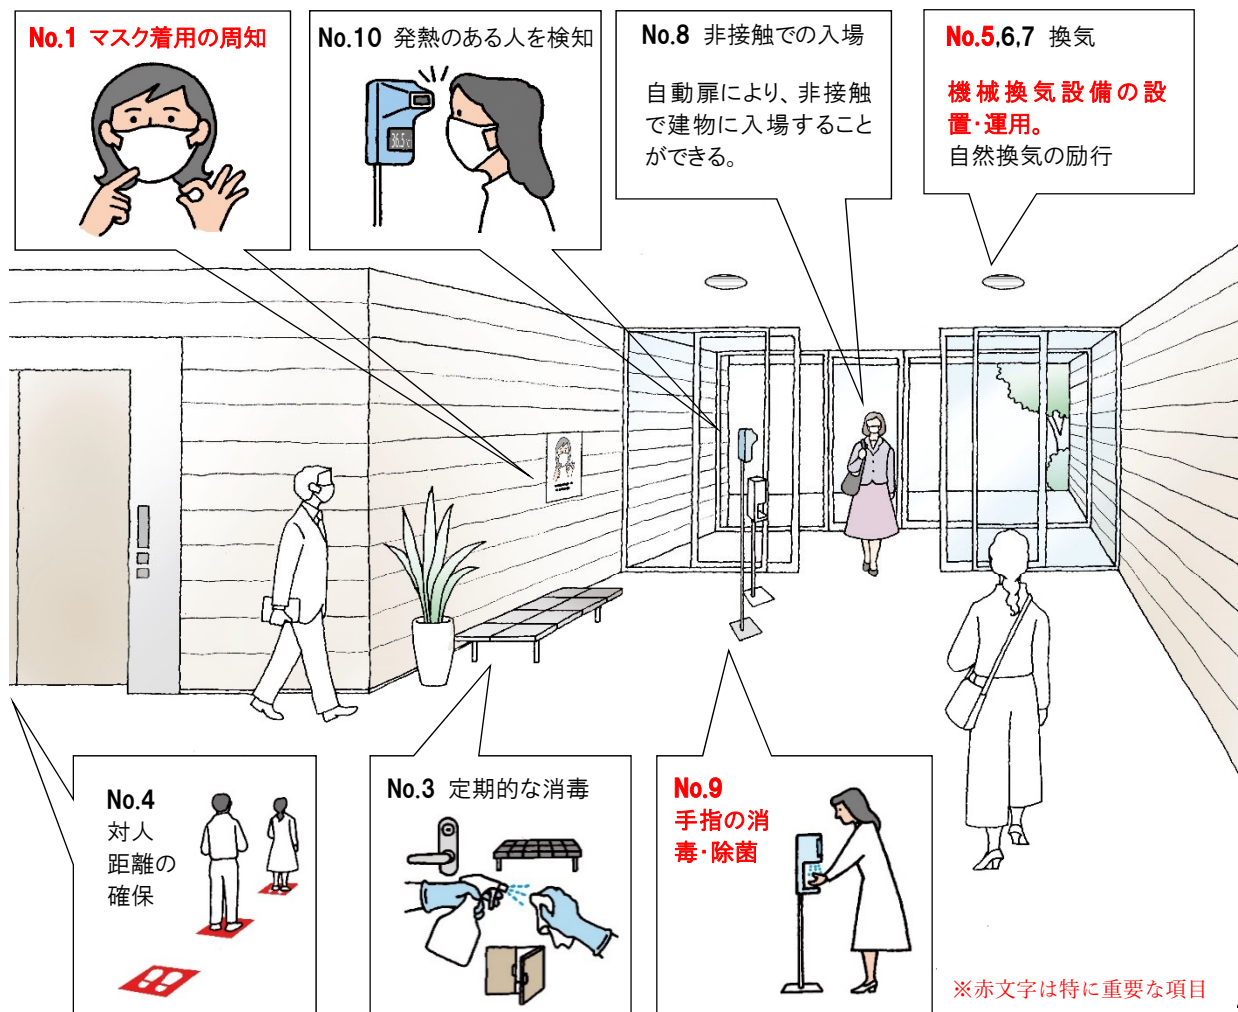 No.1 マスク着用の周知
No.10 発熱のある人を検知
36.5℃
No.8 非接触での入場
自動扉により、非接触
で建物に入場すること
ができる。
No.5,6,7 換気
機械換気設備の設
置・運用。
自然換気の励行
No.4
対人
距離の
確保
No.3 定期的な消毒
No.9
手指の消
毒・除菌
※赤文字は特に重要な項目